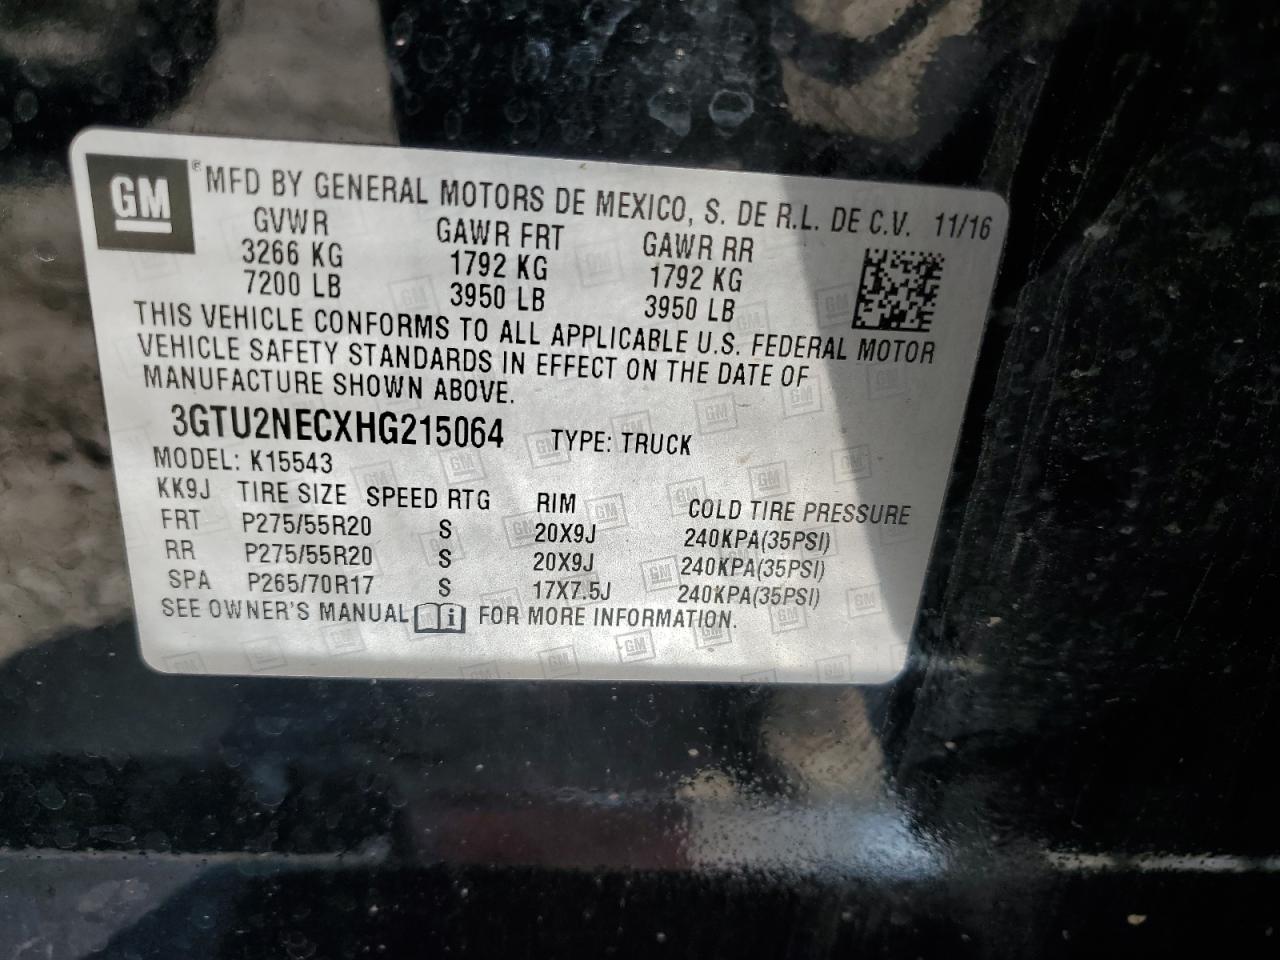 GM ® MFD BY GENERAL MOTORS DE MEXICO, S. DE R.L. DE C.V. 11/16
GVWR GAWR FRT GAWR RR
3266 KG 1792 KG 1792 KG
7200 LB 3950 LB 3950 LB
THIS VEHICLE CONFORMS TO ALL APPLICABLE U.S. FEDERAL MOTOR
VEHICLE SAFETY STANDARDS IN EFFECT ON THE DATE OF
MANUFACTURE SHOWN ABOVE.
3GTU2NECXHG215064 TYPE: TRUCK
MODEL: K15543
KK9J TIRE SIZE SPEED RTG RIM COLD TIRE PRESSURE
FRT P275/55R20 S 20X9J 240KPA(35PSI)
RR P275/55R20 S 20X9J 240KPA(35PSI)
SPA P265/70R17 S 17X7.5J 240KPA(35PSI)
SEE OWNER'S MANUAL i FOR MORE INFORMATION.